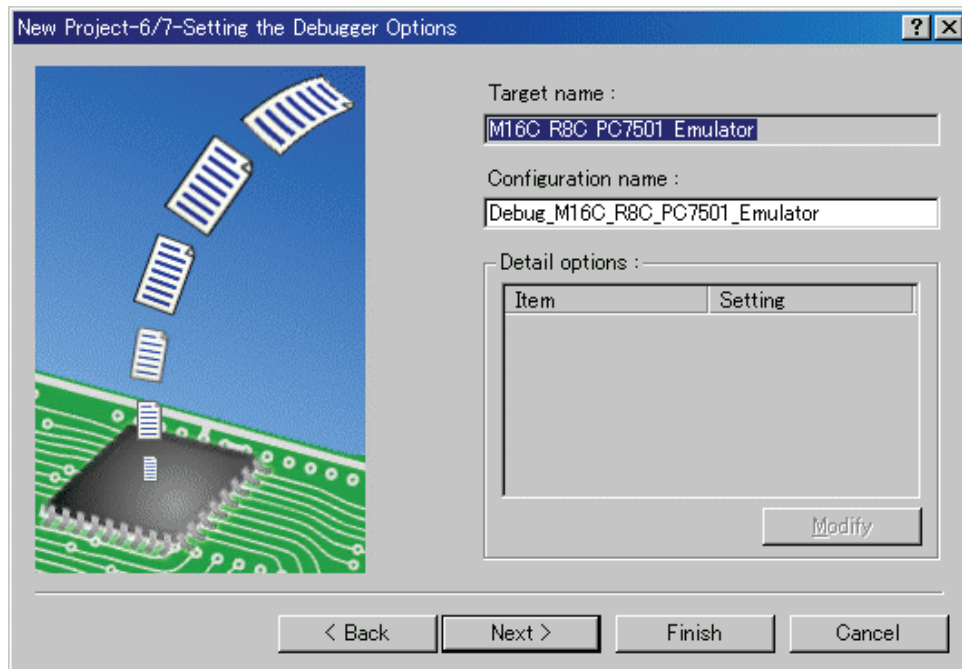 New Project-6/7-Setting the Debugger Options
Target name :
M16C R8C PC7501 Emulator
Configuration name :
Debug_M16C_R8C_PC7501_Emulator
Detail options :
Item Setting
Modify
< Back Next > Finish Cancel